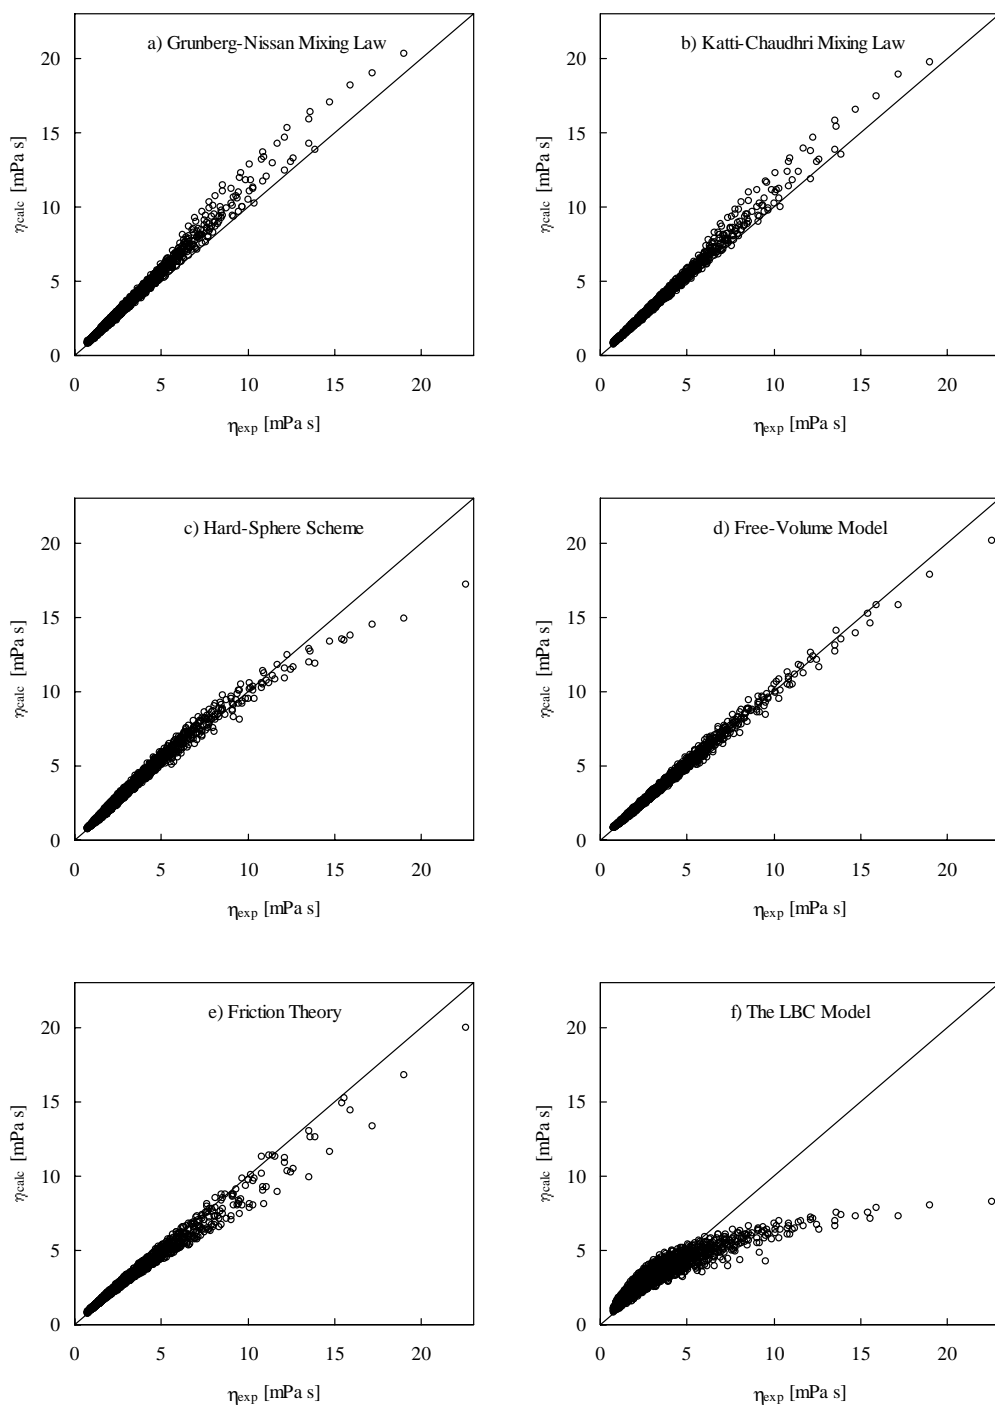 a) Grunberg-Nissan Mixing Law
20
15
10
5
0
0 5 10 15 20
ηcalc [mPa s]
ηexp [mPa s]
b) Katti-Chaudhri Mixing Law
20
15
10
5
0
0 5 10 15 20
ηcalc [mPa s]
ηexp [mPa s]
c) Hard-Sphere Scheme
20
15
10
5
0
0 5 10 15 20
ηcalc [mPa s]
ηexp [mPa s]
d) Free-Volume Model
20
15
10
5
0
0 5 10 15 20
ηcalc [mPa s]
ηexp [mPa s]
e) Friction Theory
20
15
10
5
0
0 5 10 15 20
ηcalc [mPa s]
ηexp [mPa s]
f) The LBC Model
20
15
10
5
0
0 5 10 15 20
ηcalc [mPa s]
ηexp [mPa s]